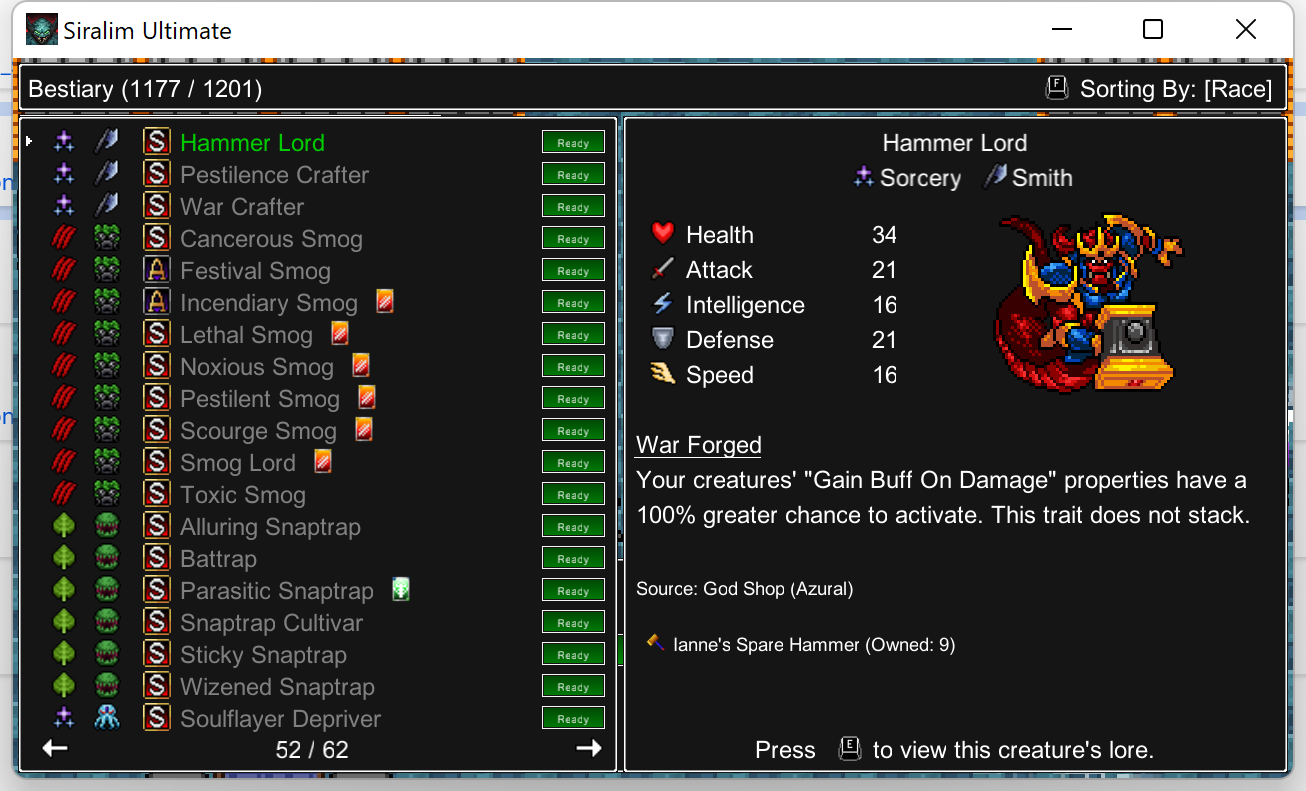 Siralim Ultimate
Bestiary (1177 / 1201)
F Sorting By: [Race]
S Hammer Lord Ready
S Pestilence Crafter Ready
S War Crafter Ready
S Cancerous Smog Ready
A Festival Smog Ready
A Incendiary Smog Ready
S Lethal Smog Ready
S Noxious Smog Ready
S Pestilent Smog Ready
S Scourge Smog Ready
S Smog Lord Ready
S Toxic Smog Ready
S Alluring Snaptrap Ready
S Battrap Ready
S Parasitic Snaptrap Ready
S Snaptrap Cultivar Ready
S Sticky Snaptrap Ready
S Wizened Snaptrap Ready
S Soulflayer Depriver Ready
52 / 62
Hammer Lord
Sorcery Smith
Health 34
Attack 21
Intelligence 16
Defense 21
Speed 16
War Forged
Your creatures' "Gain Buff On Damage" properties have a
100% greater chance to activate. This trait does not stack.
Source: God Shop (Azural)
Ianne's Spare Hammer (Owned: 9)
Press E to view this creature's lore.